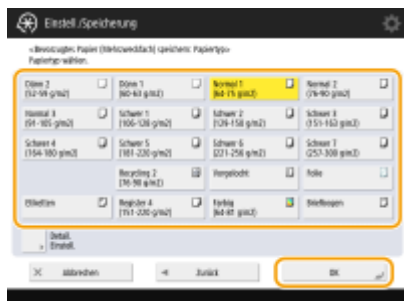 Einstell./Speicherung
<Bevorzugtes Papier (Mehrzweckfach) speichern: Papiertyp>
Papiertyp wählen.
Dünn 2
(52-59 g/m2)
Dünn 1
(60-63 g/m2)
Normal 1
(64-75 g/m2)
Normal 2
(76-90 g/m2)
Normal 3
(91-105 g/m2)
Schwer 1
(106-128 g/m2)
Schwer 2
(129-150 g/m2)
Schwer 3
(151-163 g/m2)
Schwer 4
(164-180 g/m2)
Schwer 5
(181-220 g/m2)
Schwer 6
(221-256 g/m2)
Schwer 7
(257-300 g/m2)
Recycling 2
(76-90 g/m2)
Vorgelocht
Folie
Etiketten
Register 4
(151-220 g/m2)
Farbig
(64-81 g/m2)
Briefbogen
Detail.
Einstell.
Abbrechen
Zurück
OK